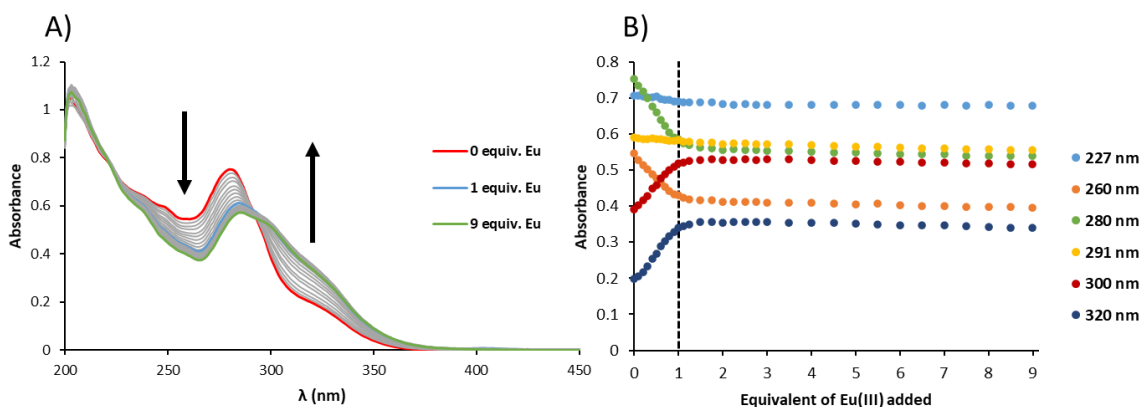 A)
1.2
1
0.8
0.6
0.4
0.2
0
200 250 300 350 400 450
Absorbance
λ (nm)
0 equiv. Eu
1 equiv. Eu
9 equiv. Eu
B)
0.8
0.7
0.6
0.5
0.4
0.3
0.2
0.1
0
0 1 2 3 4 5 6 7 8 9
Absorbance
Equivalent of Eu(III) added
227 nm
260 nm
280 nm
291 nm
300 nm
320 nm